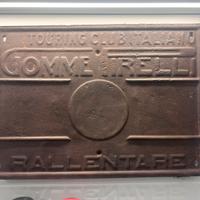 TOURING CLUB ITALIANO
GOMME PIRELLI
RALLENTARE